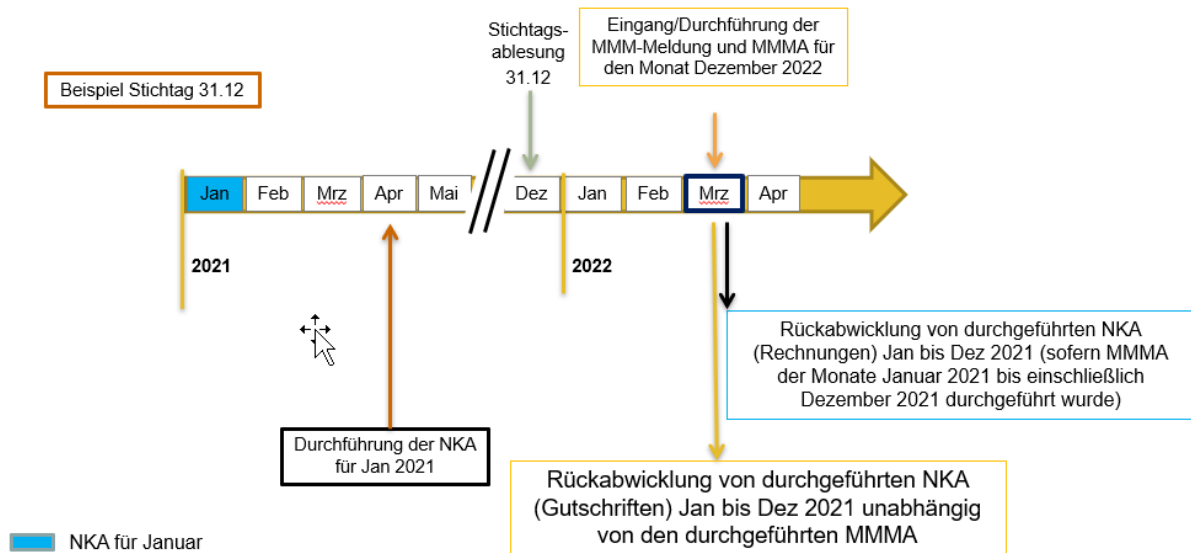 Stichtags-
ablesung
31.12
Eingang/Durchführung der
MMM-Meldung und MMMA für
den Monat Dezember 2022
Beispiel Stichtag 31.12
Jan Feb Mrz Apr Mai Dez Jan Feb Mrz Apr
2021 2022
Rückabwicklung von durchgeführten NKA
(Rechnungen) Jan bis Dez 2021 (sofern MMMA
der Monate Januar 2021 bis einschließlich
Dezember 2021 durchgeführt wurde)
Durchführung der NKA
für Jan 2021
Rückabwicklung von durchgeführten NKA
(Gutschriften) Jan bis Dez 2021 unabhängig
von den durchgeführten MMMA
NKA für Januar